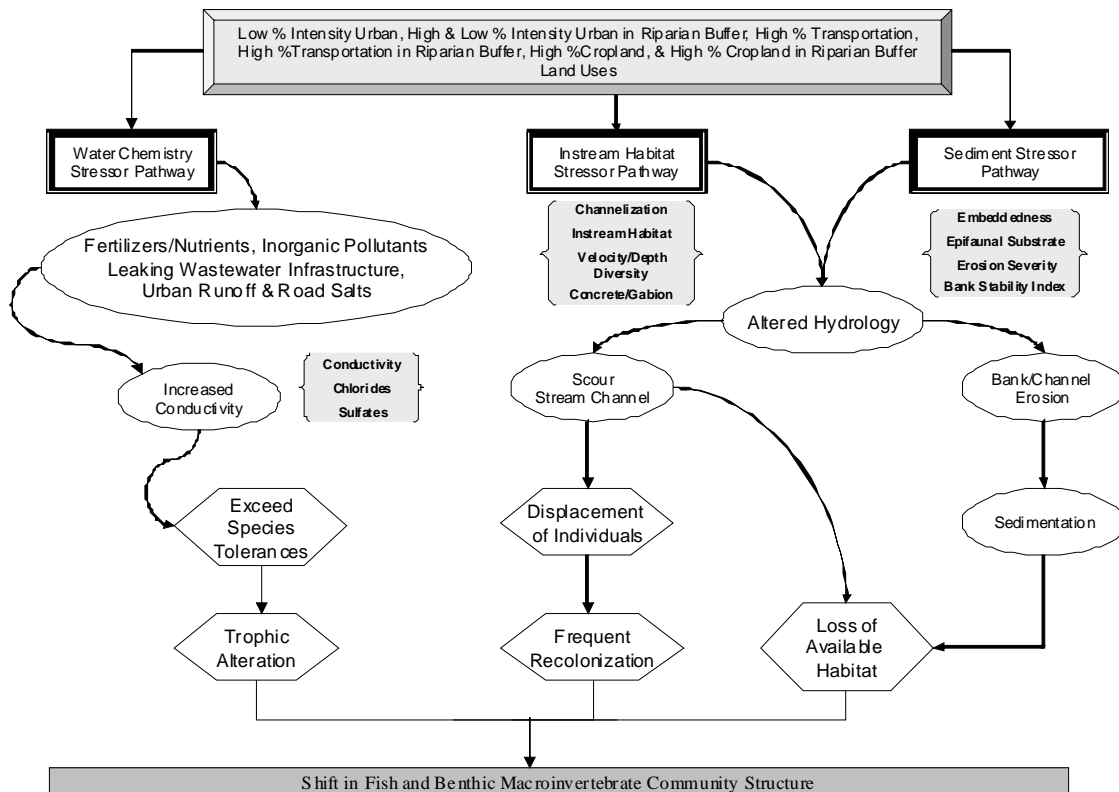 Low % Intensity Urban, High & Low % Intensity Urban in Riparian Buffer, High % Transportation,
High %Transportation in Riparian Buffer, High %Cropland, & High % Cropland in Riparian Buffer
Land Uses
Water Chemistry
Stressor Pathway
Instream Habitat
Stressor Pathway
Sediment Stressor
Pathway
Channelization
Instream Habitat
Velocity/Depth
Diversity
Concrete/Gabion
Embeddedness
Epifaunal Substrate
Erosion Severity
Bank Stability Index
Fertilizers/Nutrients, Inorganic Pollutants
Leaking Wastewater Infrastructure,
Urban Runoff & Road Salts
Altered Hydrology
Increased
Conductivity
Conductivity
Chlorides
Sulfates
Scour
Stream Channel
Bank/Channel
Erosion
Exceed
Species
Tolerances
Displacement
of Individuals
Sedimentation
Trophic
Alteration
Frequent
Recolonization
Loss of
Available
Habitat
Shift in Fish and Benthic Macroinvertebrate Community Structure